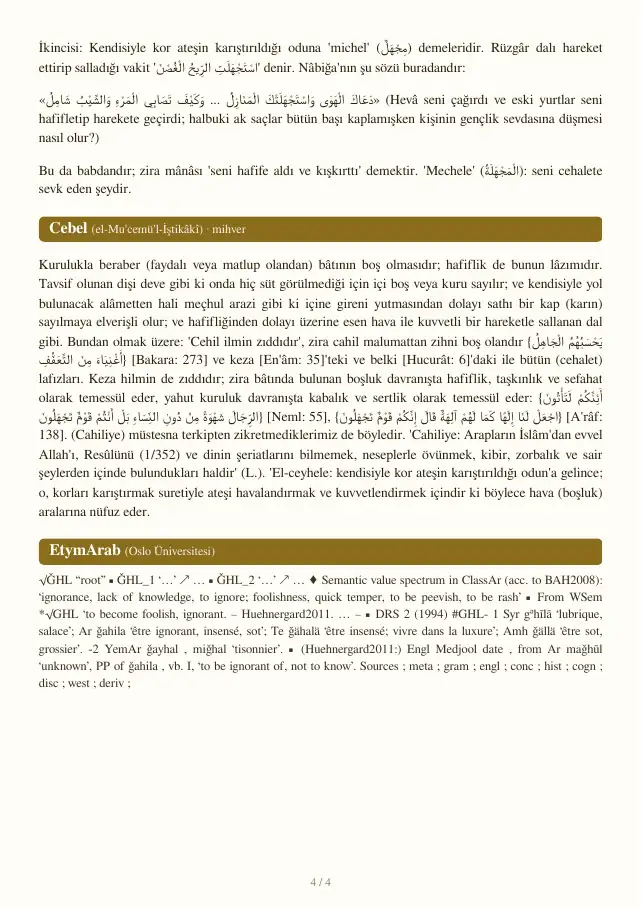 İkincisi: Kendisiyle kor ateşin karıştırıldığı oduna 'michel' (مِجْهَلٌ) demeleridir. Rüzgâr dalı hareket
ettirip salladığı vakit 'اسْتَجْهَلَتِ الرِّيحُ الْغُصْنَ' denir. Nâbiğa'nın şu sözü buradandır:
«دَعَاكَ الْهَوَى وَاسْتَجْهَلَتْكَ الْمَنَازِلُ ... وَكَيْفَ تَصَابِي الْمَرْءِ وَالشَّيْبُ شَامِلُ» (Hevâ seni çağırdı ve eski yurtlar seni
hafifletip harekete geçirdi; halbuki ak saçlar bütün başı kaplamışken kişinin gençlik sevdasına düşmesi
nasıl olur?)
Bu da babdandır; zira mânâsı 'seni hafife aldı ve kışkırttı' demektir. 'Mechele' (الْمَجْهَلَةُ): seni cehalete
sevk eden şeydir.
Cebel (el-Mu'cemü'l-İştikâkî) · mihver
Kurulukla beraber (faydalı veya matlup olandan) bâtının boş olmasıdır; hafiflik de bunun lâzımıdır.
Tavsif olunan dişi deve gibi ki onda hiç süt görülmediği için içi boş veya kuru sayılır; ve kendisiyle yol
bulunacak alâmetten hali meçhul arazi gibi ki içine gireni yutmasından dolayı sathı bir kap (karın)
sayılmaya elverişli olur; ve hafifliğinden dolayı üzerine esen hava ile kuvvetli bir hareketle sallanan dal
gibi. Bundan olmak üzere: 'Cehil ilmin zıddıdır', zira cahil malumattan zihni boş olandır {يَحْسَبُهُمُ الْجَاهِلُ
أَغْنِيَاءَ مِنَ التَّعَفُّفِ} [Bakara: 273] ve keza [En'âm: 35]'teki ve belki [Hucurât: 6]'daki ile bütün (cehalet)
lafızları. Keza hilmin de zıddıdır; zira bâtında bulunan boşluk davranışta hafiflik, taşkınlık ve sefahat
olarak temessül eder, yahut kuruluk davranışta kabalık ve sertlik olarak temessül eder: {أَئِنَّكُمْ لَتَأْتُونَ
الرِّجَالَ شَهْوَةً مِنْ دُونِ النِّسَاءِ بَلْ أَنْتُمْ قَوْمٌ تَجْهَلُونَ} [Neml: 55], {اجْعَلْ لَنَا إِلَهًا كَمَا لَهُمْ آلِهَةٌ قَالَ إِنَّكُمْ قَوْمٌ تَجْهَلُونَ} [A'râf:
138]. (Cahiliye) müstesna terkipten zikretmediklerimiz de böyledir. 'Cahiliye: Arapların İslâm'dan evvel
Allah'ı, Resûlünü (1/352) ve dinin şeriatlarını bilmemek, neseplerle övünmek, kibir, zorbalık ve sair
şeylerden içinde bulundukları haldir' (L.). 'El-ceyhele: kendisiyle kor ateşin karıştırıldığı odun'a gelince;
o, korları karıştırmak suretiyle ateşi havalandırmak ve kuvvetlendirmek içindir ki böylece hava (boşluk)
aralarına nüfuz eder.
EtymArab (Oslo Üniversitesi)
√ǦHL “root” ▪ ǦHL_1 ‘…’ ↗ … ▪ ǦHL_2 ‘…’ ↗ … ♦ Semantic value spectrum in ClassAr (acc. to BAH2008):
‘ignorance, lack of knowledge, to ignore; foolishness, quick temper, to be peevish, to be rash’ ▪ From WSem
*√GHL ‘to become foolish, ignorant. – Huehnergard2011. … – ▪ DRS 2 (1994) #GHL- 1 Syr gᵊhīlā ‘lubrique,
salace’; Ar ǧahila ‘être ignorant, insensé, sot’; Te ǧähalä ‘être insensé; vivre dans la luxure’; Amh ǧällä ‘être sot,
grossier’. -2 YemAr ǧayhal , miǧhal ‘tisonnier’. ▪ (Huehnergard2011:) Engl Medjool date , from Ar maǧhūl
‘unknown’, PP of ǧahila , vb. I, ‘to be ignorant of, not to know’. Sources ; meta ; gram ; engl ; conc ; hist ; cogn ;
disc ; west ; deriv ;
4 / 4